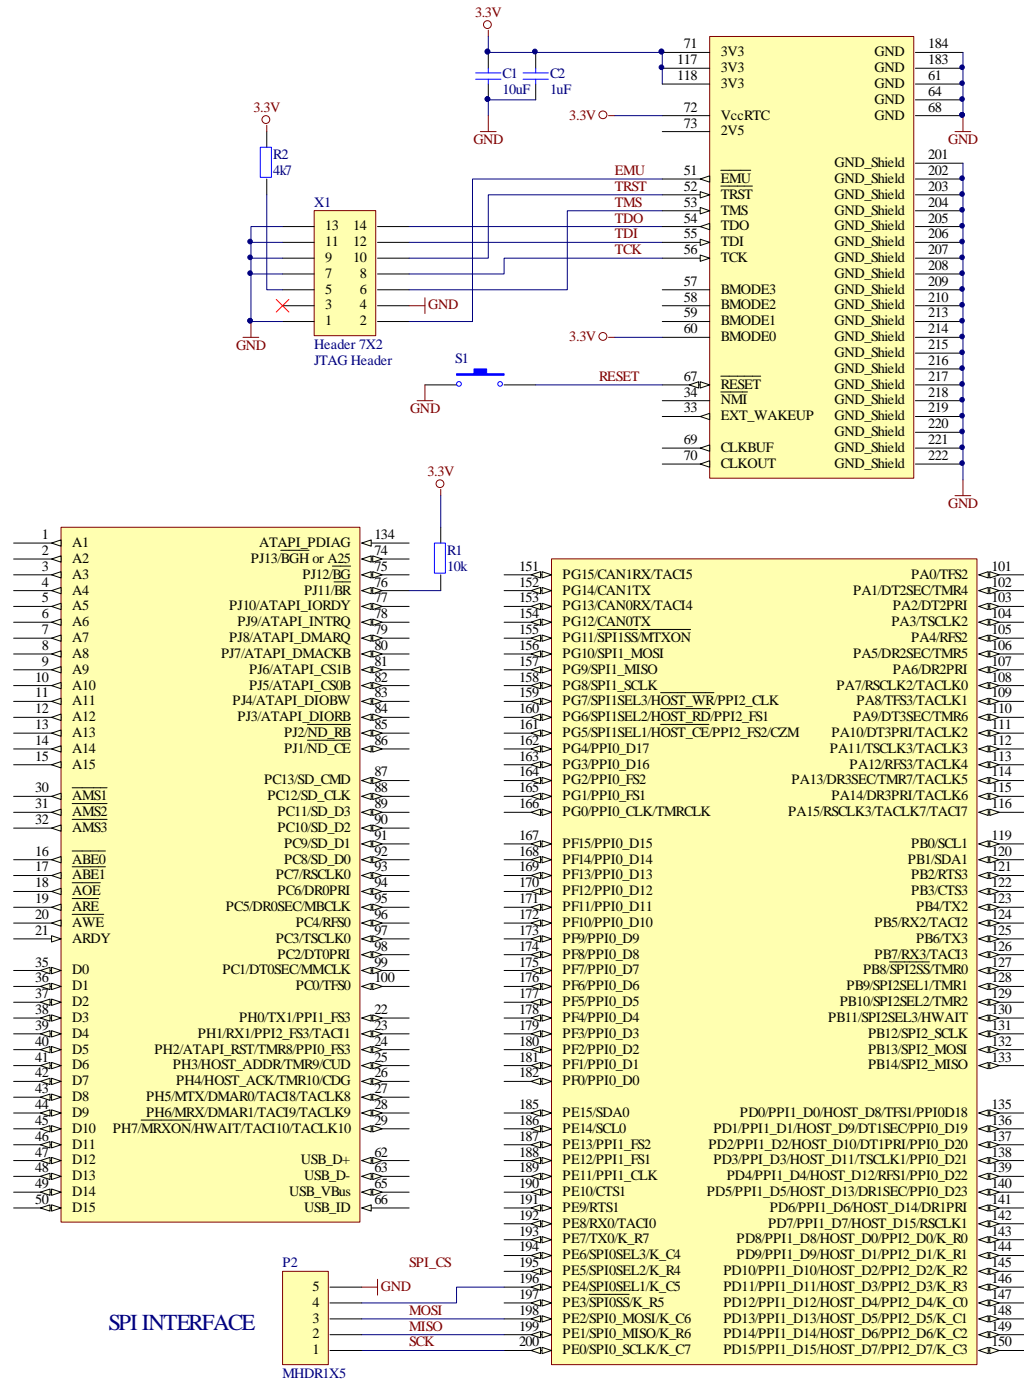 3.3V
C1
10uF
C2
1uF
GND
71 3V3 GND 184
117 3V3 GND 183
118 3V3 GND 61
GND 64
72 VccRTC GND 68
73 2V5
3.3V
GND
GND_Shield 201
51 EMU GND_Shield 202
52 TRST GND_Shield 203
53 TMS GND_Shield 204
54 TDO GND_Shield 205
55 TDI GND_Shield 206
56 TCK GND_Shield 207
GND_Shield 208
57 BMODE3 GND_Shield 209
58 BMODE2 GND_Shield 210
59 BMODE1 GND_Shield 213
60 BMODE0 GND_Shield 214
GND_Shield 215
GND_Shield 216
67 RESET GND_Shield 217
34 NMI GND_Shield 218
33 EXT_WAKEUP GND_Shield 219
GND_Shield 220
69 CLKBUF GND_Shield 221
70 CLKOUT GND_Shield 222
GND
3.3V
R2
4k7
EMU
TRST
TMS
TDO
TDI
TCK
X1
13 14
11 12
9 10
7 8
5 6
3 4
1 2
GND
GND
Header 7X2
JTAG Header
3.3V
S1
RESET
GND
3.3V
R1
10k
1 A1 ATAPI_PDIAG 134
2 A2 PJ13/BGH or A25 74
3 A3 PJ12/BG 75
4 A4 PJ11/BR 76
5 A5 PJ10/ATAPI_IORDY 77
6 A6 PJ9/ATAPI_INTRQ 78
7 A7 PJ8/ATAPI_DMARQ 79
8 A8 PJ7/ATAPI_DMACKB 80
9 A9 PJ6/ATAPI_CS1B 81
10 A10 PJ5/ATAPI_CS0B 82
11 A11 PJ4/ATAPI_DIOBW 83
12 A12 PJ3/ATAPI_DIORB 84
13 A13 PJ2/ND_RB 85
14 A14 PJ1/ND_CE 86
15 A15
PC13/SD_CMD 87
30 AMS1 PC12/SD_CLK 88
31 AMS2 PC11/SD_D3 89
32 AMS3 PC10/SD_D2 90
PC9/SD_D1 91
16 ABE0 PC8/SD_D0 92
17 ABE1 PC7/RSCLK0 93
18 AOE PC6/DR0PRI 94
19 ARE PC5/DR0SEC/MBCLK 95
20 AWE PC4/RFS0 96
21 ARDY PC3/TSCLK0 97
PC2/DT0PRI 98
35 D0 PC1/DT0SEC/MMCLK 99
36 D1 PC0/TFS0 100
37 D2
38 D3 PH0/TX1/PPI1_FS3 22
39 D4 PH1/RX1/PPI2_FS3/TACI1 23
40 D5 PH2/ATAPI_RST/TMR8/PPI0_FS3 24
41 D6 PH3/HOST_ADDR/TMR9/CUD 25
42 D7 PH4/HOST_ACK/TMR10/CDG 26
43 D8 PH5/MTX/DMAR0/TACI8/TACLK8 27
44 D9 PH6/MRX/DMAR1/TACI9/TACLK9 28
45 D10 PH7/MRXON/HWAIT/TACI10/TACLK10 29
46 D11
47 D12 USB_D+ 62
48 D13 USB_D- 63
49 D14 USB_VBus 65
50 D15 USB_ID 66
151 PG15/CAN1RX/TACI5 PA0/TFS2 101
152 PG14/CAN1TX PA1/DT2SEC/TMR4 102
153 PG13/CAN0RX/TACI4 PA2/DT2PRI 103
154 PG12/CAN0TX PA3/TSCLK2 104
155 PG11/SPI1SS/MTXON PA4/RFS2 105
156 PG10/SPI1_MOSI PA5/DR2SEC/TMR5 106
157 PG9/SPI1_MISO PA6/DR2PRI 107
158 PG8/SPI1_SCLK PA7/RSCLK2/TACLK0 108
159 PG7/SPI1SEL3/HOST_WR/PPI2_CLK PA8/TFS3/TACLK1 109
160 PG6/SPI1SEL2/HOST_RD/PPI2_FS1 PA9/DT3SEC/TMR6 110
161 PG5/SPI1SEL1/HOST_CE/PPI2_FS2/CZM PA10/DT3PRI/TACLK2 111
162 PG4/PPI0_D17 PA11/TSCLK3/TACLK3 112
163 PG3/PPI0_D16 PA12/RFS3/TACLK4 113
164 PG2/PPI0_FS2 PA13/DR3SEC/TMR7/TACLK5 114
165 PG1/PPI0_FS1 PA14/DR3PRI/TACLK6 115
166 PG0/PPI0_CLK/TMRCLK PA15/RSCLK3/TACLK7/TACI7 116
167 PF15/PPI0_D15 PB0/SCL1 119
168 PF14/PPI0_D14 PB1/SDA1 120
169 PF13/PPI0_D13 PB2/RTS3 121
170 PF12/PPI0_D12 PB3/CTS3 122
171 PF11/PPI0_D11 PB4/TX2 123
172 PF10/PPI0_D10 PB5/RX2/TACI2 124
173 PF9/PPI0_D9 PB6/TX3 125
174 PF8/PPI0_D8 PB7/RX3/TACI3 126
175 PF7/PPI0_D7 PB8/SPI2SS/TMR0 127
176 PF6/PPI0_D6 PB9/SPI2SEL1/TMR1 128
177 PF5/PPI0_D5 PB10/SPI2SEL2/TMR2 129
178 PF4/PPI0_D4 PB11/SPI2SEL3/HWAIT 130
179 PF3/PPI0_D3 PB12/SPI2_SCLK 131
180 PF2/PPI0_D2 PB13/SPI2_MOSI 132
181 PF1/PPI0_D1 PB14/SPI2_MISO 133
182 PF0/PPI0_D0
185 PE15/SDA0 PD0/PPI1_D0/HOST_D8/TFS1/PPI0D18 135
186 PE14/SCL0 PD1/PPI1_D1/HOST_D9/DT1SEC/PPI0_D19 136
187 PE13/PPI1_FS2 PD2/PPI1_D2/HOST_D10/DT1PRI/PPI0_D20 137
188 PE12/PPI1_FS1 PD3/PPI_D3/HOST_D11/TSCLK1/PPI0_D21 138
189 PE11/PPI1_CLK PD4/PPI1_D4/HOST_D12/RFS1/PPI0_D22 139
190 PE10/CTS1 PD5/PPI1_D5/HOST_D13/DR1SEC/PPI0_D23 140
191 PE9/RTS1 PD6/PPI1_D6/HOST_D14/DR1PRI 141
192 PE8/RX0/TACI0 PD7/PPI1_D7/HOST_D15/RSCLK1 142
193 PE7/TX0/K_R7 PD8/PPI1_D8/HOST_D0/PPI2_D0/K_R0 143
194 PE6/SPI0SEL3/K_C4 PD9/PPI1_D9/HOST_D1/PPI2_D1/K_R1 144
195 PE5/SPI0SEL2/K_R4 PD10/PPI1_D10/HOST_D2/PPI2_D2/K_R2 145
196 PE4/SPI0SEL1/K_C5 PD11/PPI1_D11/HOST_D3/PPI2_D3/K_R3 146
197 PE3/SPI0SS/K_R5 PD12/PPI1_D12/HOST_D4/PPI2_D4/K_C0 147
198 PE2/SPI0_MOSI/K_C6 PD13/PPI1_D13/HOST_D5/PPI2_D5/K_C1 148
199 PE1/SPI0_MISO/K_R6 PD14/PPI1_D14/HOST_D6/PPI2_D6/K_C2 149
200 PE0/SPI0_SCLK/K_C7 PD15/PPI1_D15/HOST_D7/PPI2_D7/K_C3 150
SPI INTERFACE
P2
5
4
3
2
1
MHDR1X5
SPI_CS
GND
MOSI
MISO
SCK